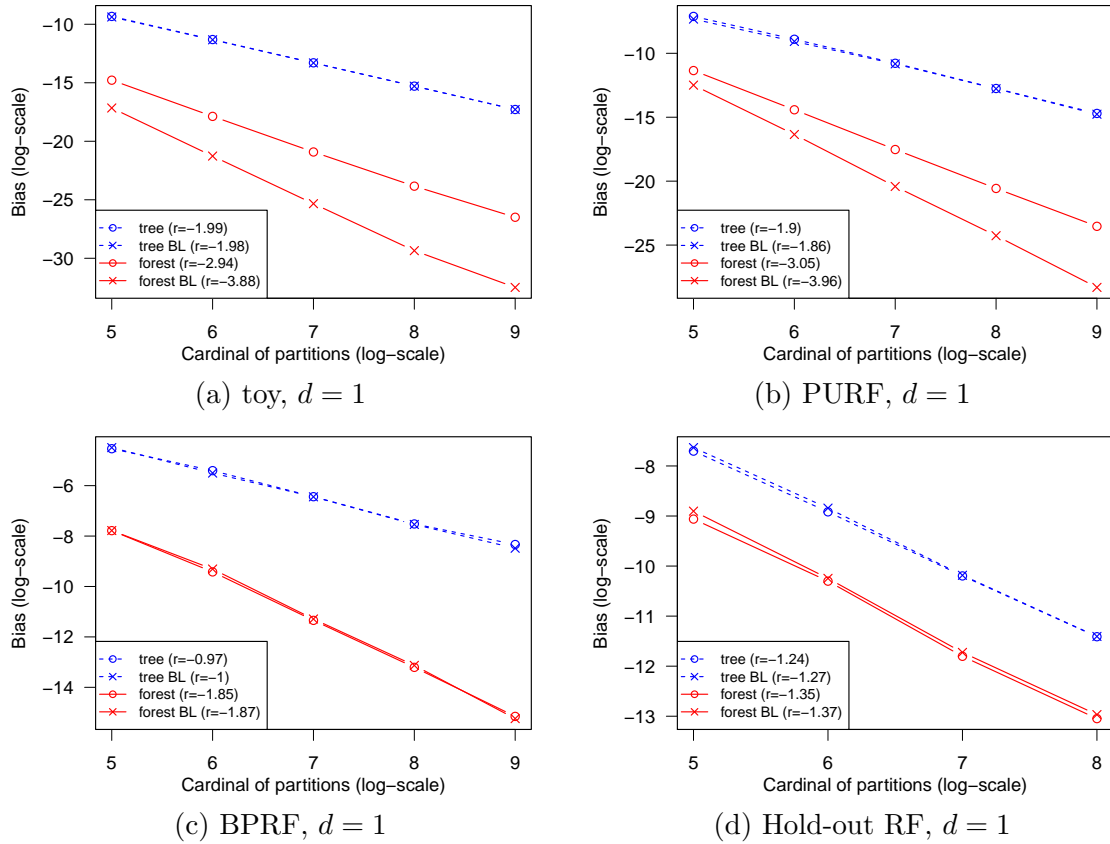 −10
−15
−20
−25
−30
Bias (log−scale)
tree (r=−1.99)
tree BL (r=−1.98)
forest (r=−2.94)
forest BL (r=−3.88)
5 6 7 8 9
Cardinal of partitions (log−scale)
(a) toy, d = 1
−10
−15
−20
−25
Bias (log−scale)
tree (r=−1.9)
tree BL (r=−1.86)
forest (r=−3.05)
forest BL (r=−3.96)
5 6 7 8 9
Cardinal of partitions (log−scale)
(b) PURF, d = 1
−6
−8
−10
−12
−14
Bias (log−scale)
tree (r=−0.97)
tree BL (r=−1)
forest (r=−1.85)
forest BL (r=−1.87)
5 6 7 8 9
Cardinal of partitions (log−scale)
(c) BPRF, d = 1
−8
−9
−10
−11
−12
−13
Bias (log−scale)
tree (r=−1.24)
tree BL (r=−1.27)
forest (r=−1.35)
forest BL (r=−1.37)
5 6 7 8
Cardinal of partitions (log−scale)
(d) Hold-out RF, d = 1